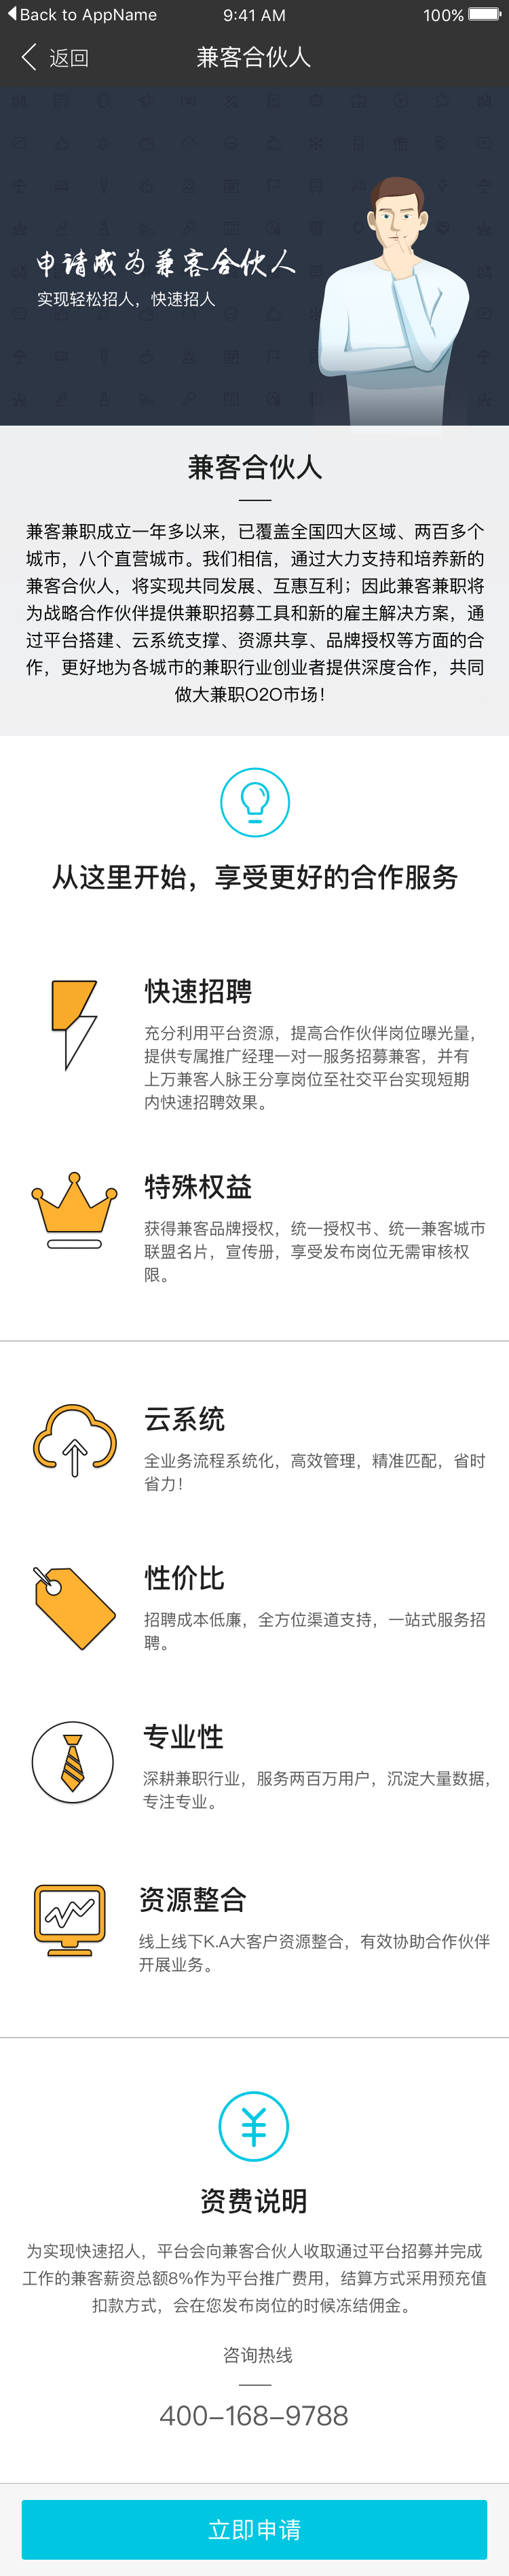 Back to AppName 9:41 AM 100%
返回 兼客合伙人
申请成为兼客合伙人
实现轻松招人，快速招人
兼客合伙人
兼客兼职成立一年多以来，已覆盖全国四大区域、两百多个
城市，八个直营城市。我们相信，通过大力支持和培养新的
兼客合伙人，将实现共同发展、互惠互利；因此兼客兼职将
为战略合作伙伴提供兼职招募工具和新的雇主解决方案，通
过平台搭建、云系统支撑、资源共享、品牌授权等方面的合
作，更好地为各城市的兼职行业创业者提供深度合作，共同
做大兼职O2O市场！
从这里开始，享受更好的合作服务
快速招聘
充分利用平台资源，提高合作伙伴岗位曝光量，
提供专属推广经理一对一服务招募兼客，并有
上万兼客人脉王分享岗位至社交平台实现短期
内快速招聘效果。
特殊权益
获得兼客品牌授权，统一授权书、统一兼客城市
联盟名片，宣传册，享受发布岗位无需审核权
限。
云系统
全业务流程系统化，高效管理，精准匹配，省时
省力！
性价比
招聘成本低廉，全方位渠道支持，一站式服务招
聘。
专业性
深耕兼职行业，服务两百万用户，沉淀大量数据，
专注专业。
资源整合
线上线下K.A大客户资源整合，有效协助合作伙伴
开展业务。
资费说明
为实现快速招人，平台会向兼客合伙人收取通过平台招募并完成
工作的兼客薪资总额8%作为平台推广费用，结算方式采用预充值
扣款方式，会在您发布岗位的时候冻结佣金。
咨询热线
400-168-9788
立即申请